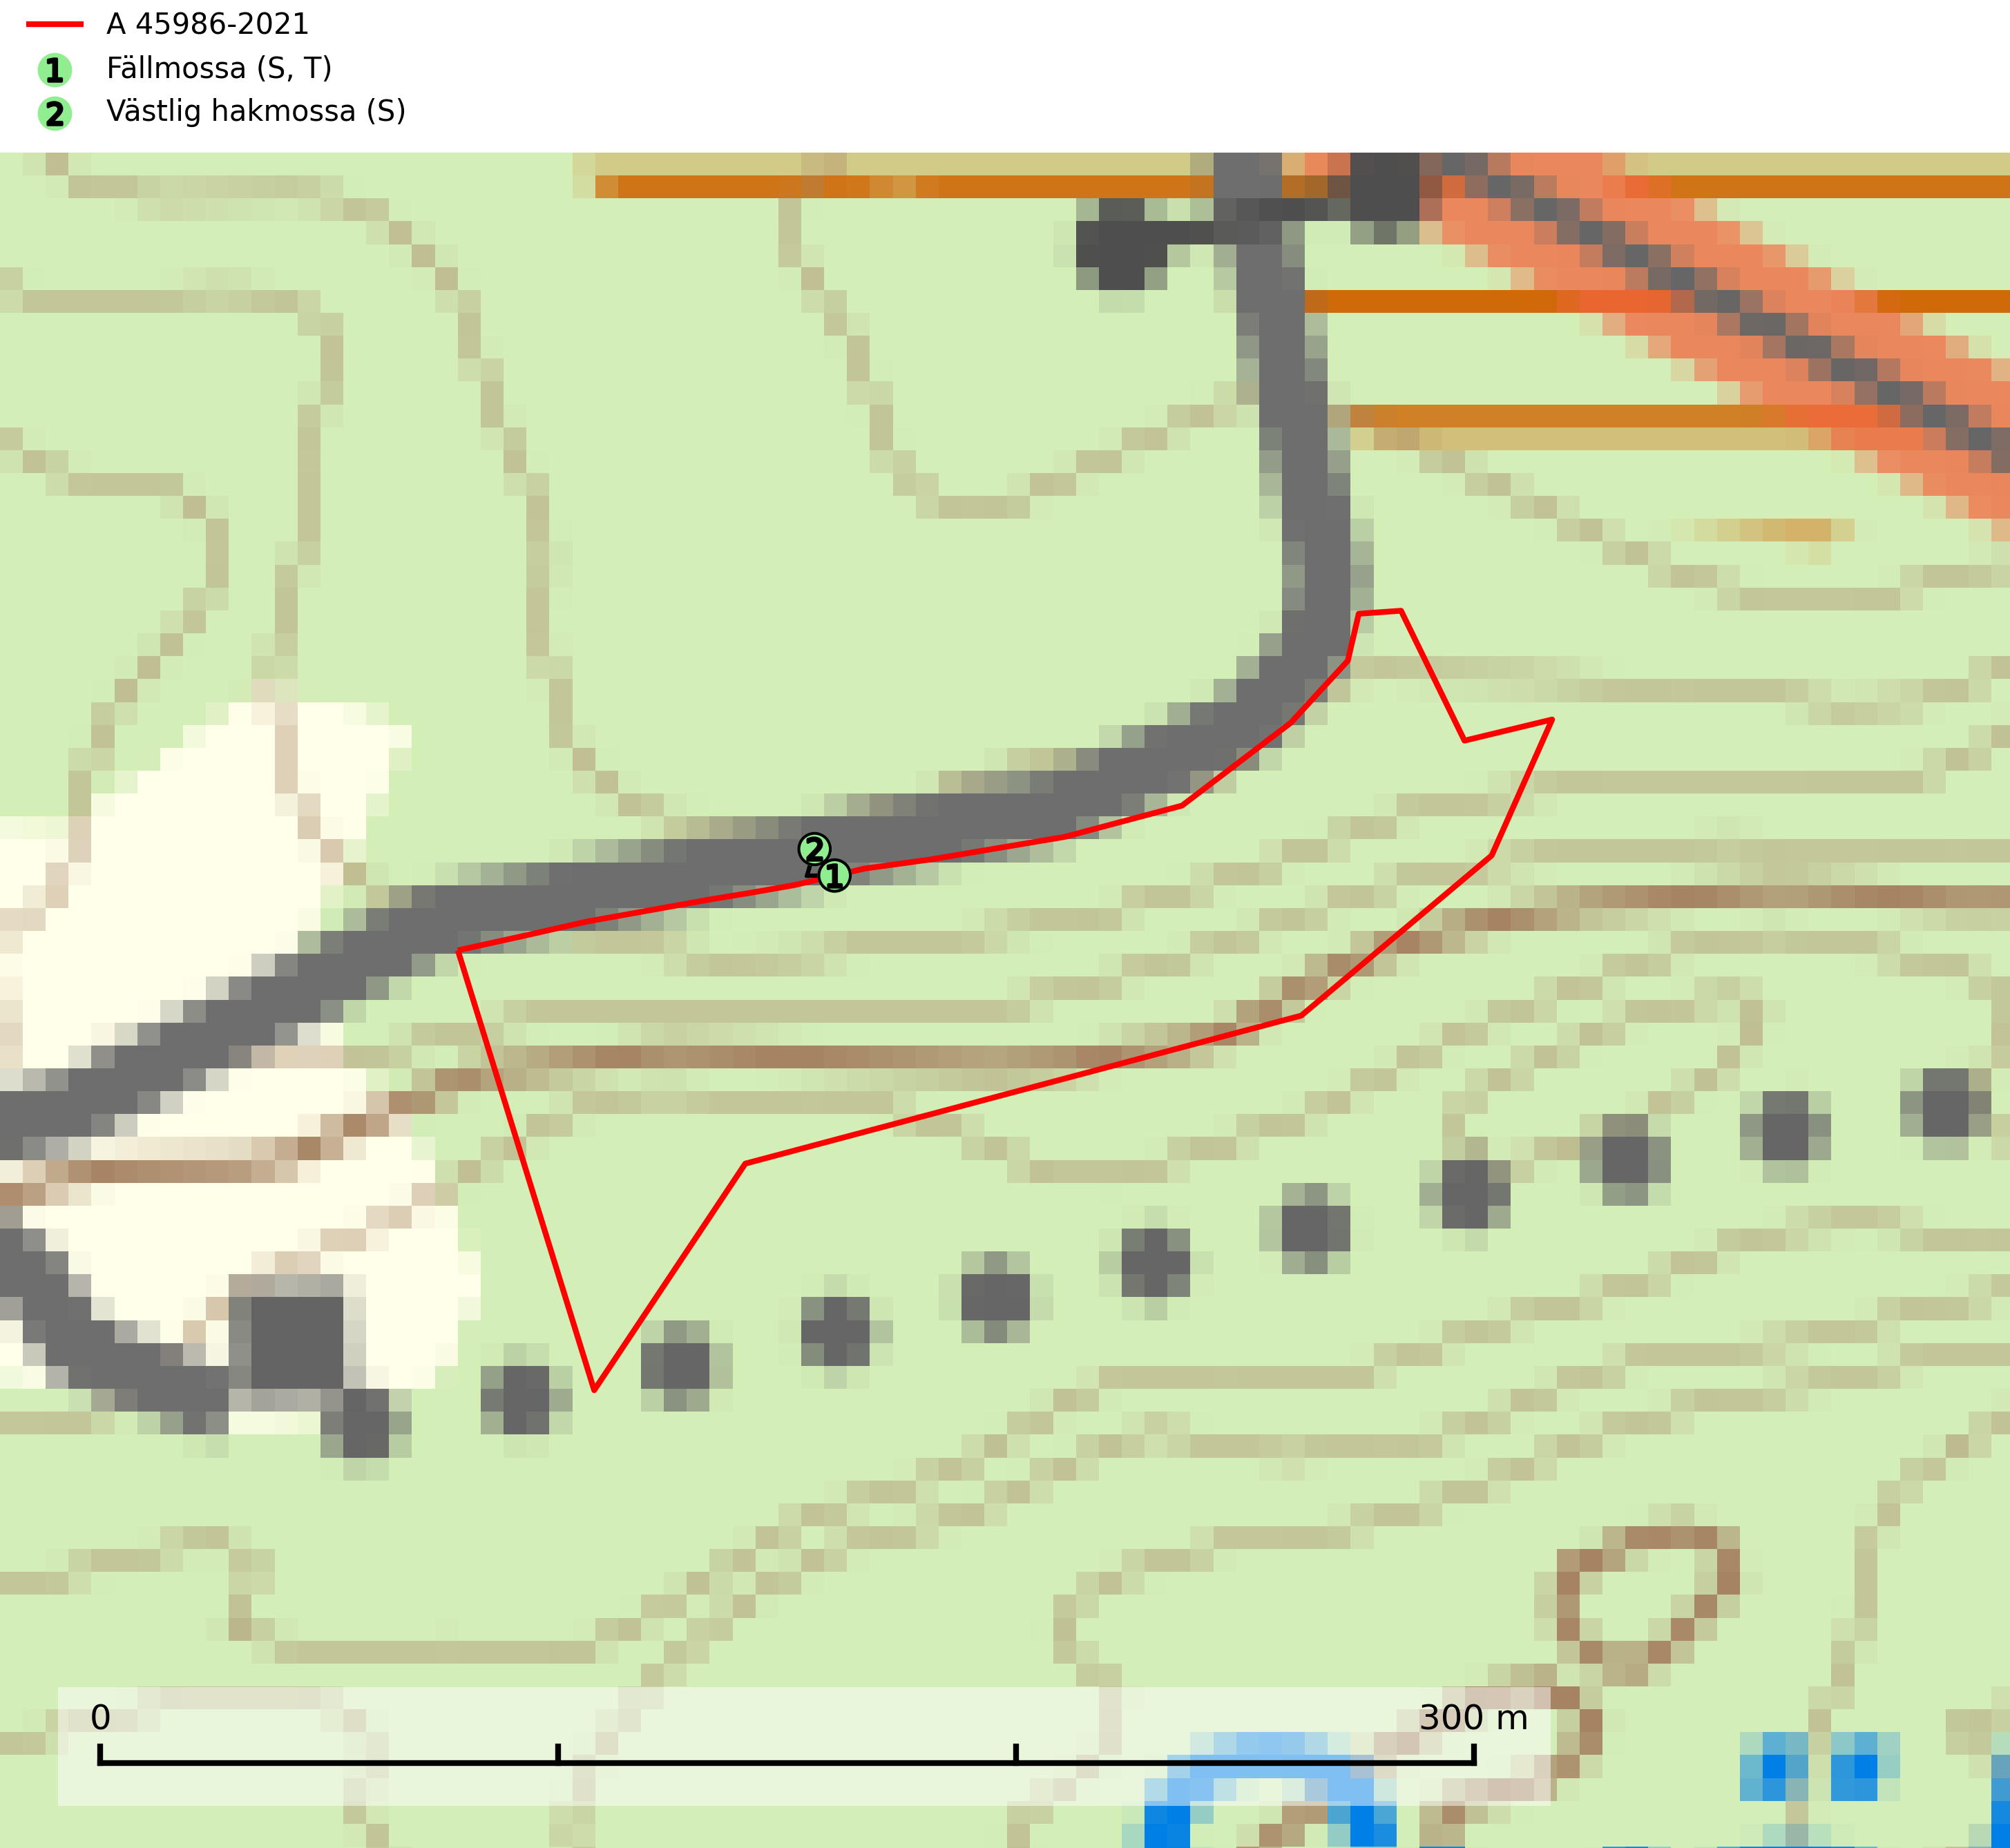 A 45986-2021
1 Fällmossa (S, T)
2 Västlig hakmossa (S)
2
1
0 300 m